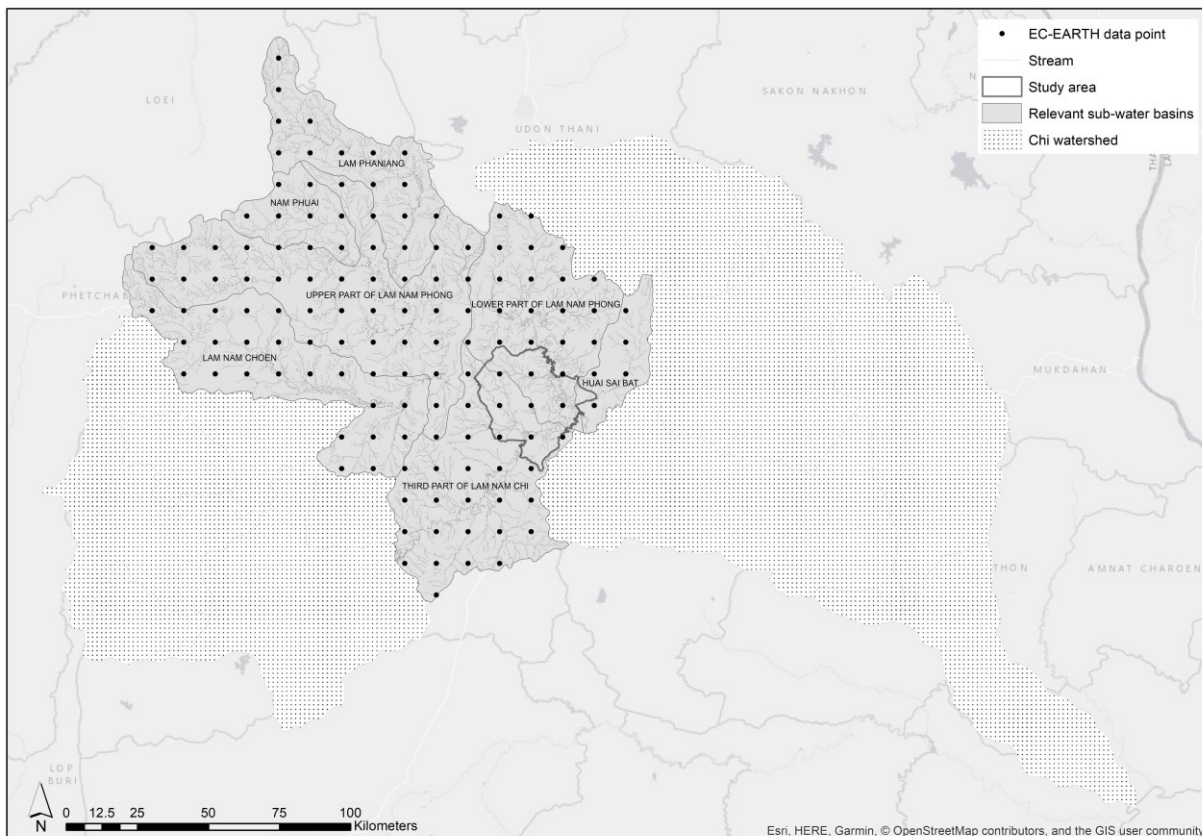 EC-EARTH data point
Stream
Study area
Relevant sub-water basins
Chi watershed
LOEI
SAKON NAKHON
UDON THANI
LAM PHANIANG
NAM PHUAI
PHETCHAB
UPPER PART OF LAM NAM PHONG
LOWER PART OF LAM NAM PHONG
LAM NAM CHOEN
HUAI SAI BAT
MUKDAHAN
THIRD PART OF LAM NAM CHI
THON
AMNAT CHAROEN
LOP
BURI
N
0 12.5 25 50 75 100
Kilometers
Esri, HERE, Garmin, © OpenStreetMap contributors, and the GIS user community